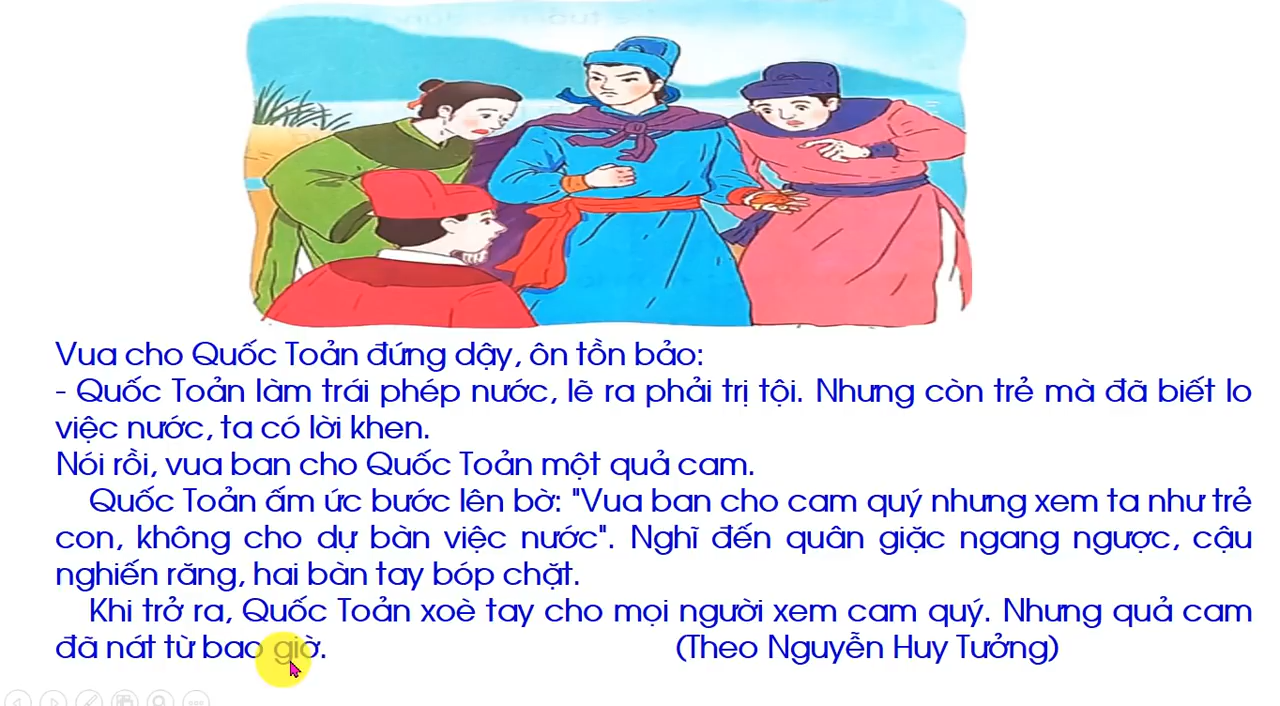 Vua cho Quốc Toản đứng dậy, ôn tồn bảo:
- Quốc Toản làm trái phép nước, lẽ ra phải trị tội. Nhưng còn trẻ mà đã biết lo
việc nước, ta có lời khen.
Nói rồi, vua ban cho Quốc Toản một quả cam.
Quốc Toản ấm ức bước lên bờ: "Vua ban cho cam quý nhưng xem ta như trẻ
con, không cho dự bàn việc nước". Nghĩ đến quân giặc ngang ngược, cậu
nghiến răng, hai bàn tay bóp chặt.
Khi trở ra, Quốc Toản xoè tay cho mọi người xem cam quý. Nhưng quả cam
đã nát từ bao giờ. (Theo Nguyễn Huy Tưởng)